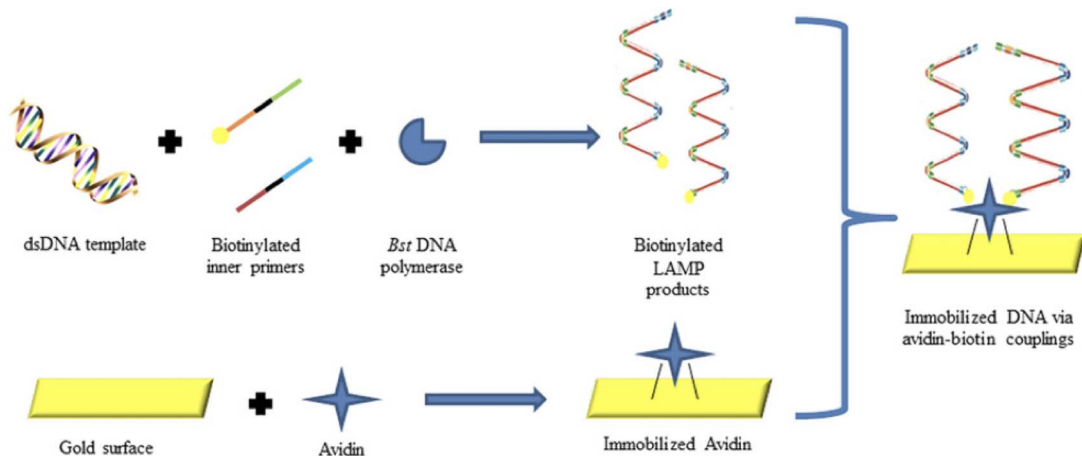 dsDNA template
Biotinylated
inner primers
Bst DNA
polymerase
Biotinylated
LAMP
products
Immobilized DNA via
avidin-biotin couplings
Gold surface
Avidin
Immobilized Avidin